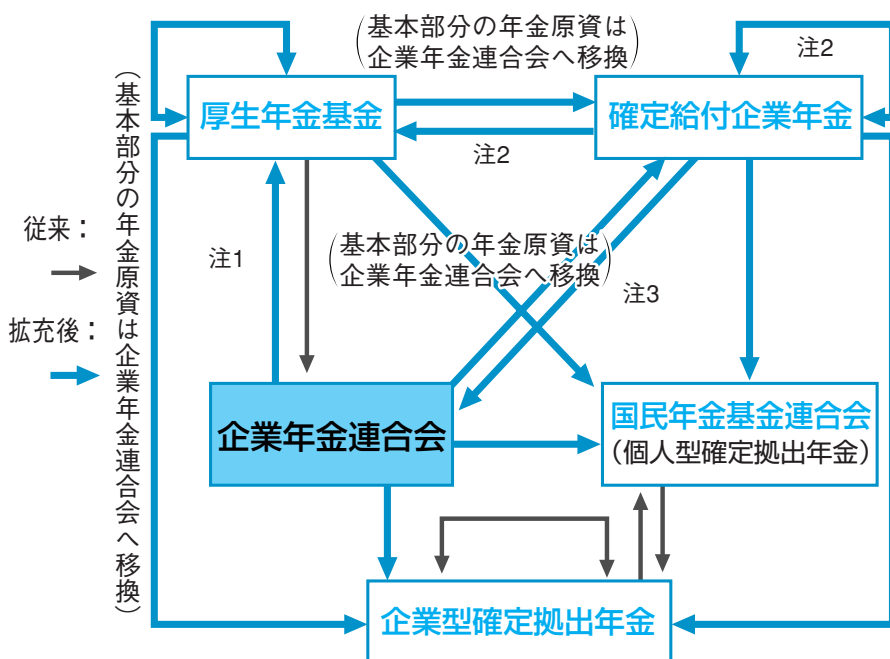 （基本部分の年金原資は
企業年金連合会へ移換）
注2
厚生年金基金
確定給付企業年金
注2
（基本部分の年金原資は企業年金連合会へ移換）
従来：
拡充後：
注1
（基本部分の年金原資は
企業年金連合会へ移換）
注3
企業年金連合会
国民年金基金連合会
（個人型確定拠出年金）
企業型確定拠出年金